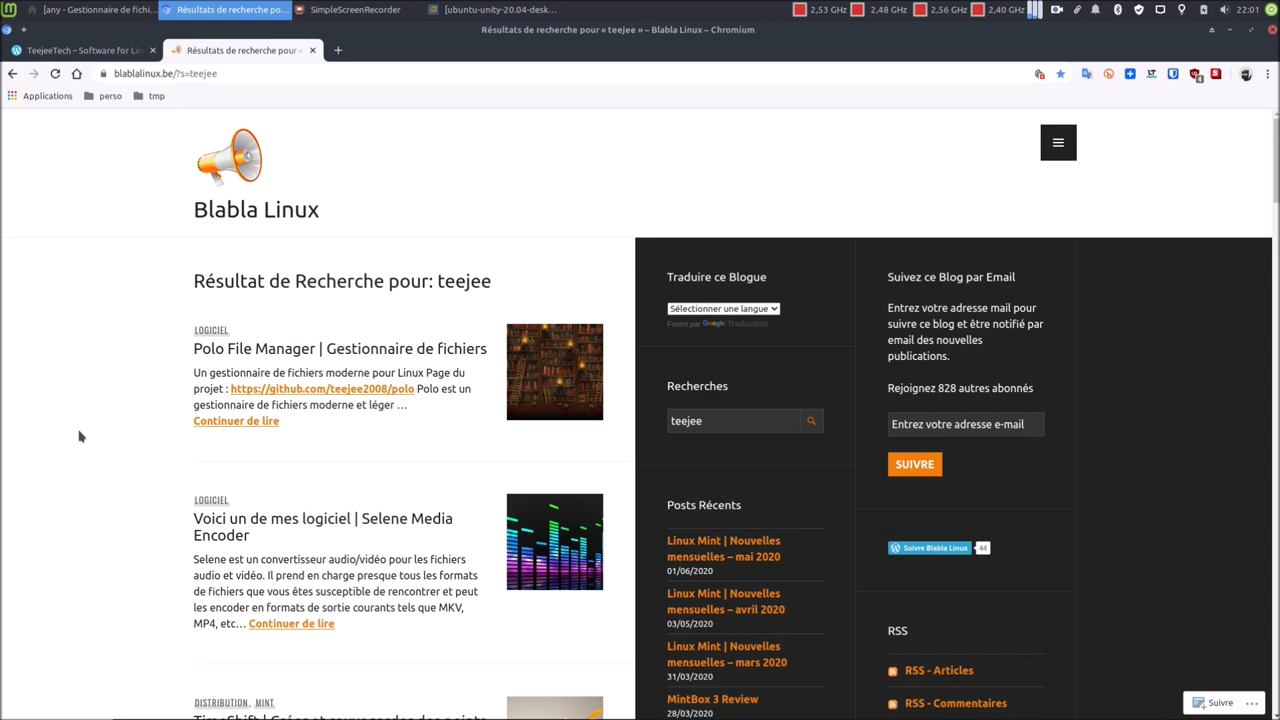 [any - Gestionnaire de fichi...
Résultats de recherche po...
SimpleScreenRecorder
[ubuntu-unity-20.04-desk...
2,53 GHz
2,48 GHz
2,56 GHz
2,40 GHz
22:01
Résultats de recherche pour « teejee » – Blabla Linux – Chromium
TeejeeTech – Software for Lin
Résultats de recherche pour «
blablalinux.be/?s=teejee
Applications
perso
tmp
Blabla Linux
Résultat de Recherche pour: teejee
LOGICIEL
Polo File Manager | Gestionnaire de fichiers
Un gestionnaire de fichiers moderne pour Linux Page du
projet : https://github.com/teejee2008/polo Polo est un
gestionnaire de fichiers moderne et léger …
Continuer de lire
LOGICIEL
Voici un de mes logiciel | Selene Media
Encoder
Selene est un convertisseur audio/vidéo pour les fichiers
audio et vidéo. Il prend en charge presque tous les formats
de fichiers que vous êtes susceptible de rencontrer et peut
les encoder en formats de sortie courants tels que MKV,
MP4, etc… Continuer de lire
DISTRIBUTION, MINT
TimeShift | Créer et sauvegarder des points
Traduire ce Blogue
Sélectionner une langue
Fourni par Google Traduction
Recherches
teejee
Posts Récents
Linux Mint | Nouvelles
mensuelles – mai 2020
01/06/2020
Linux Mint | Nouvelles
mensuelles – avril 2020
03/05/2020
Linux Mint | Nouvelles
mensuelles – mars 2020
31/03/2020
MintBox 3 Review
28/03/2020
Suivez ce Blog par Email
Entrez votre adresse mail pour
suivre ce blog et être notifié par
email des nouvelles
publications.
Rejoignez 828 autres abonnés
Entrez votre adresse e-mail
SUIVRE
Suivre Blabla Linux
44
RSS
RSS - Articles
RSS - Commentaires
Suivre